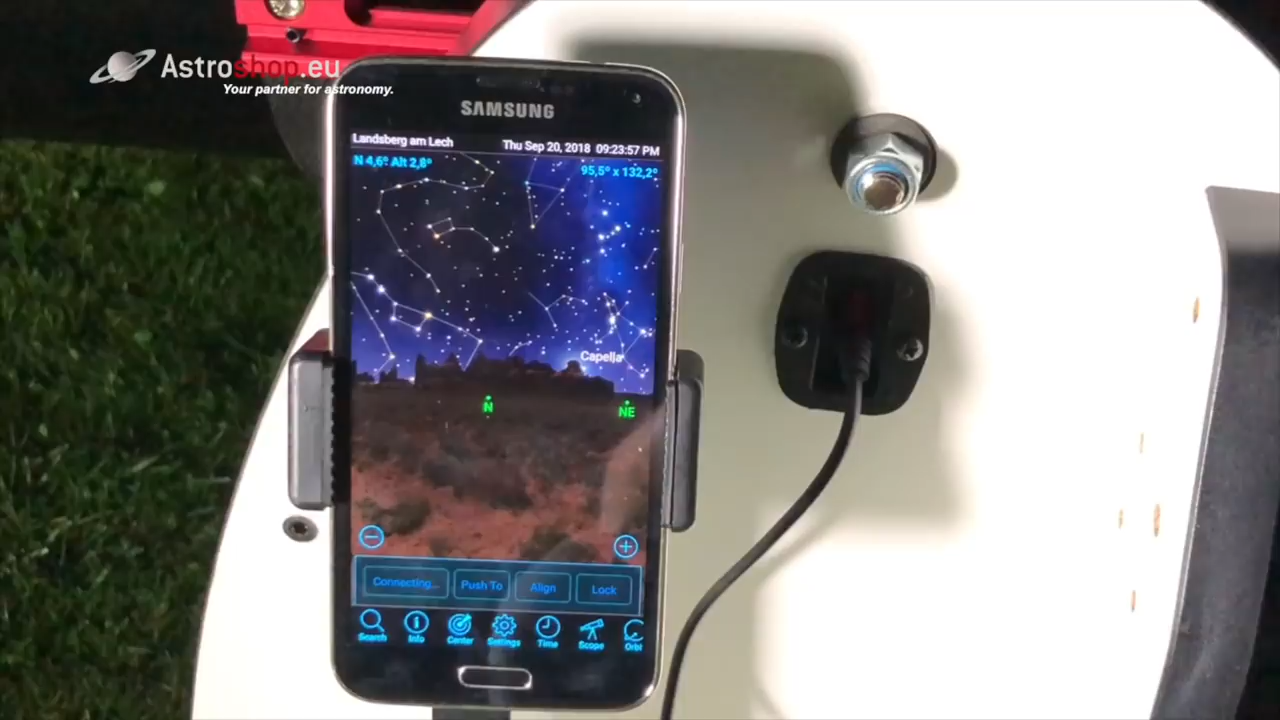 Astroshop.eu
Your partner for astronomy.
SAMSUNG
Landsberg am Lech
Thu Sep 20, 2018 09:23:57 PM
N 4,6° Alt 2,8°
95,5° x 132,2°
Capella
N
NE
Connecting...
Push To
Align
Lock
Search
Info
Center
Settings
Time
Scope
Orbi